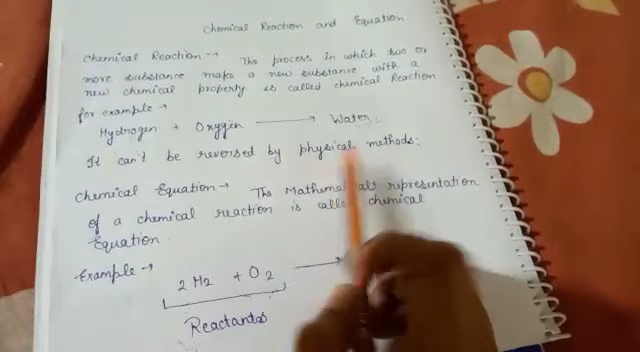 Chemical Reaction and Equation
Chemical Reaction → The process in which two or
more substance make a new substance with a
new chemical property is called chemical Reaction
for example →
Hydrogen + Oxygen → Water.
It can't be reversed by physical methods.
Chemical Equation → The Mathematicals representation
of a chemical reaction is called chemical
Equation
Example →
2 H2 + O2 →
Reactants